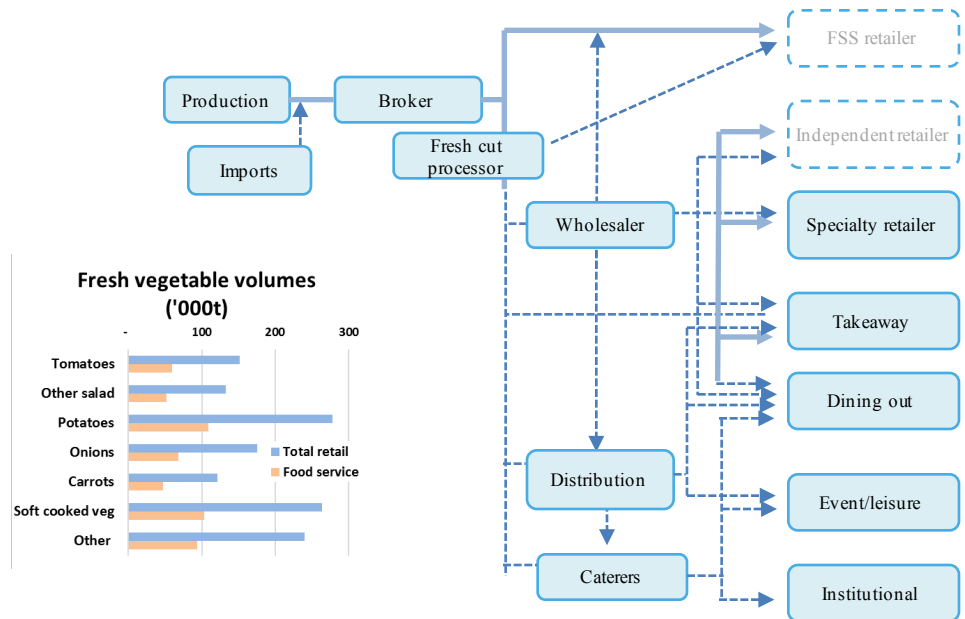 FSS retailer
Production
Broker
Independent retailer
Fresh cut
processor
Imports
Wholesaler
Specialty retailer
Fresh vegetable volumes
('000t)
- 100 200 300
Tomatoes
Other salad
Potatoes
Onions
Carrots
Soft cooked veg
Other
Total retail
Food service
Takeaway
Dining out
Distribution
Event/leisure
Caterers
Institutional